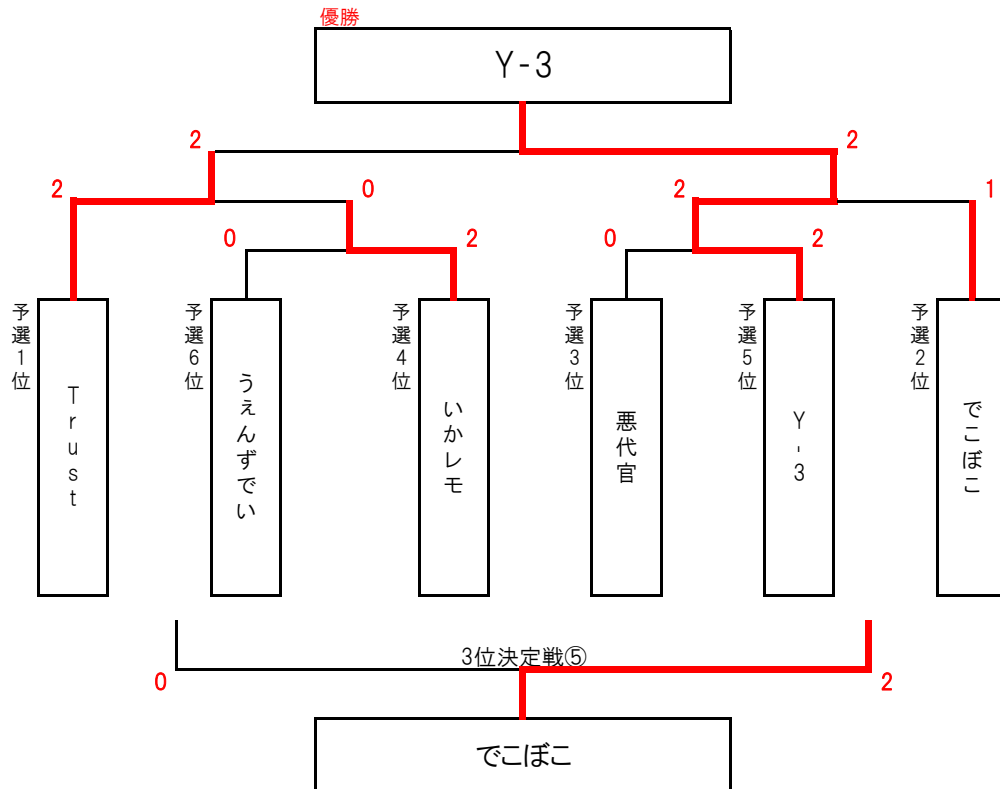 優勝
Y-3
2
2
2
0
2
1
0
2
0
2
予選1位
Trust
予選6位
うぇんずでい
予選4位
いかレモ
予選3位
悪代官
予選5位
Y-3
予選2位
でこぼこ
3位決定戦⑤
0
2
でこぼこ